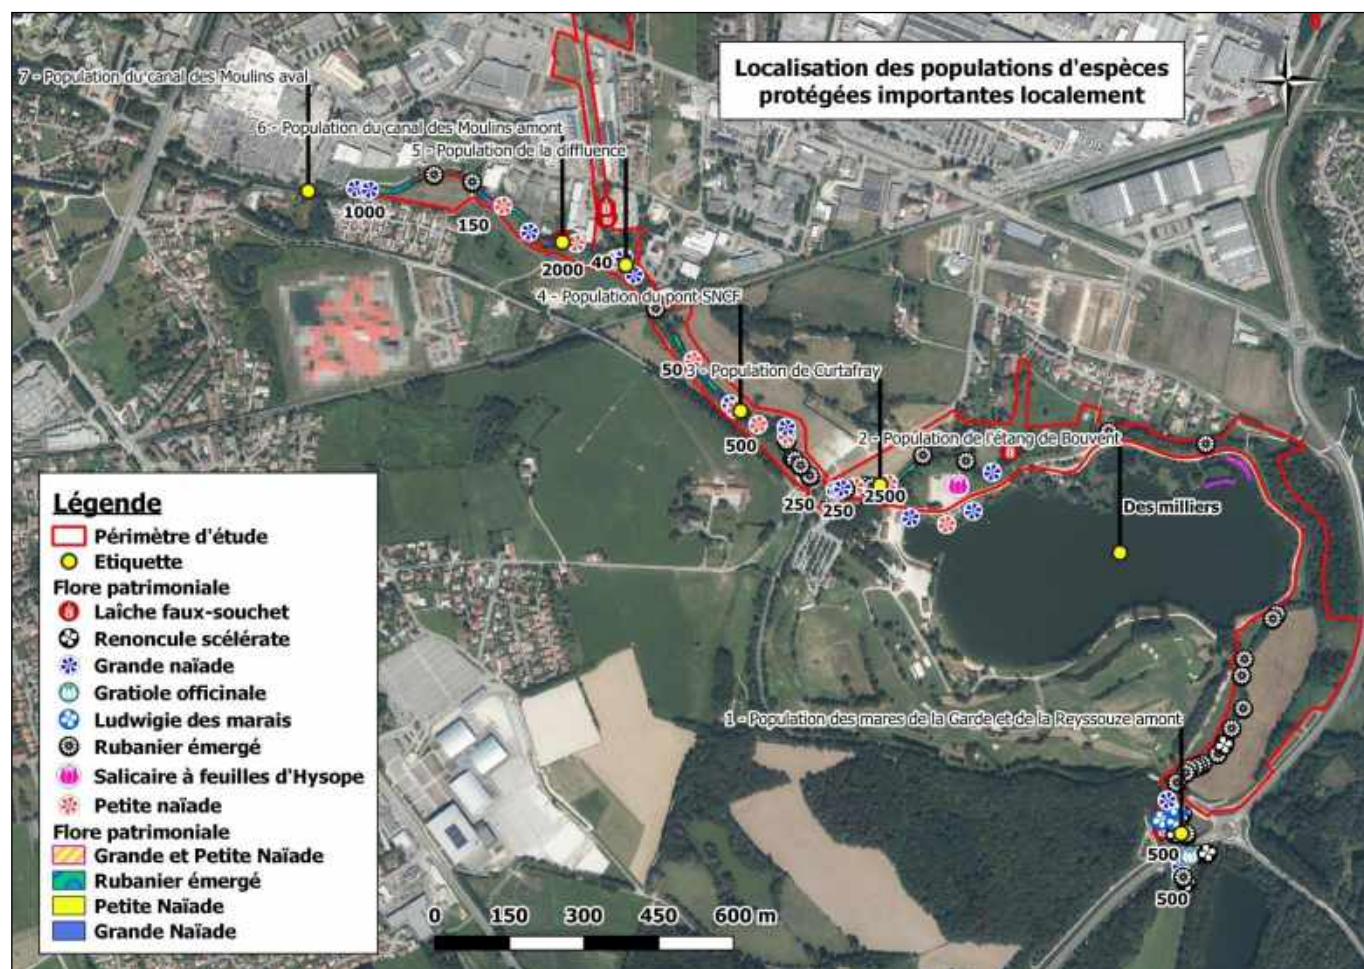 Localisation des populations d'espèces
protégées importantes localement
7 - Population du canal des Moulins aval
6 - Population du canal des Moulins amont
5 - Population de la diffluence
1000
150
2000
40
4 - Population du pont SNCF
50
3 - Population de Curtafray
500
2 - Population de l'étang de Bouvent
250
250
2500
Des milliers
1 - Population des mares de la Garde et de la Reyssouze amont
500
500
Légende
Périmètre d'étude
Etiquette
Flore patrimoniale
Laîche faux-souchet
Renoncule scélérate
Grande naïade
Gratiole officinale
Ludwigie des marais
Rubanier émergé
Salicaire à feuilles d'Hysope
Petite naïade
Flore patrimoniale
Grande et Petite Naïade
Rubanier émergé
Petite Naïade
Grande Naïade
0 150 300 450 600 m